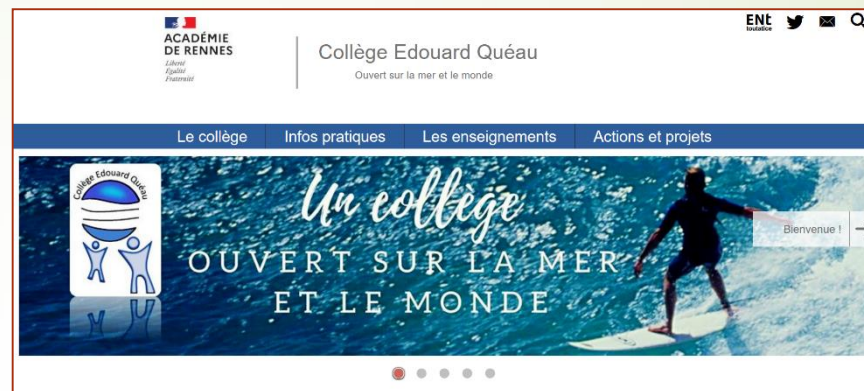 ACADÉMIE
DE RENNES
Liberté
Égalité
Fraternité
Collège Edouard Quéau
Ouvert sur la mer et le monde
ENt
toutatice
Le collège
Infos pratiques
Les enseignements
Actions et projets
Collège Edouard Quéau
Un collège
OUVERT SUR LA MER
ET LE MONDE
Bienvenue !